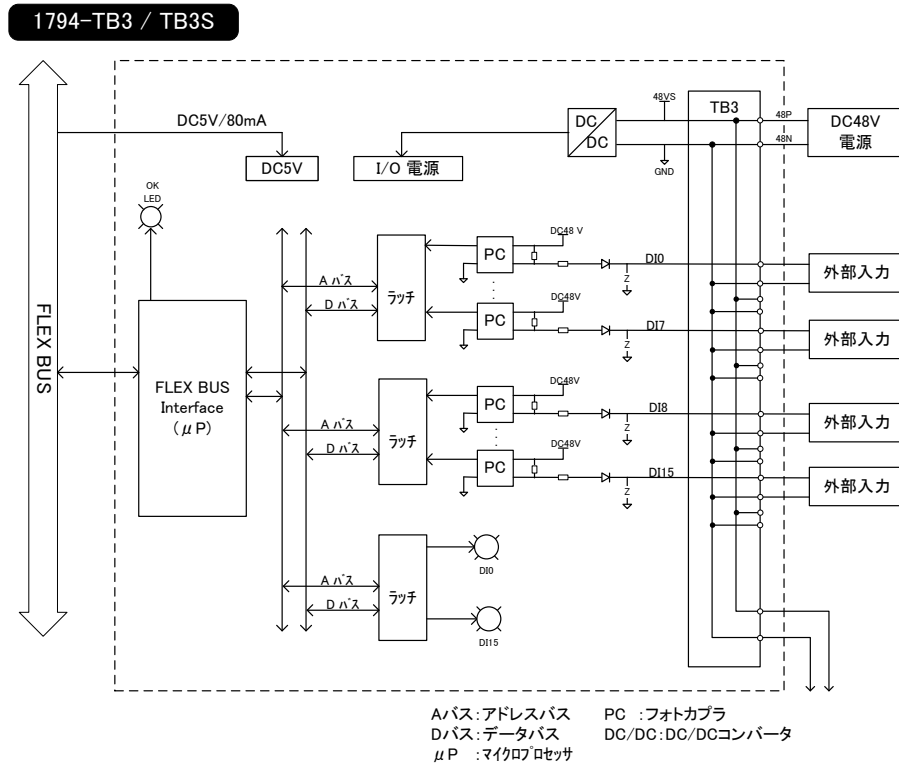 1794-TB3 / TB3S
FLEX BUS
DC5V/80mA
DC5V
I/O 電源
DC
DC
48VS
GND
TB3
48P
48N
DC48V
電源
OK
LED
FLEX BUS
Interface
(μP)
A バス
D バス
ラッチ
PC
DC48 V
Z
DI0
外部入力
PC
DC48V
Z
DI7
外部入力
A バス
D バス
ラッチ
PC
DC48V
Z
DI8
外部入力
PC
DC48V
Z
DI15
外部入力
A バス
D バス
ラッチ
DI0
DI15
Aバス:アドレスバス
Dバス:データバス
μP :マイクロプロセッサ
PC :フォトカプラ
DC/DC:DC/DCコンバータ